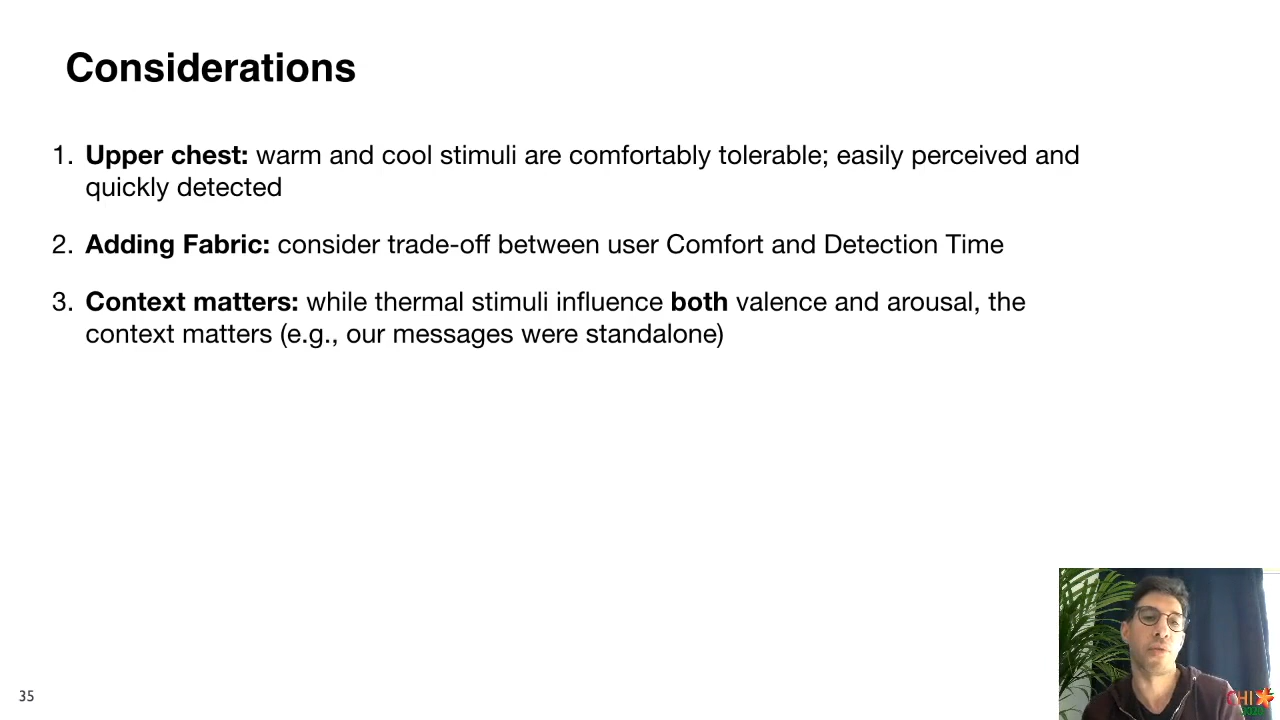 Considerations
1. Upper chest: warm and cool stimuli are comfortably tolerable; easily perceived and
quickly detected
2. Adding Fabric: consider trade-off between user Comfort and Detection Time
3. Context matters: while thermal stimuli influence both valence and arousal, the
context matters (e.g., our messages were standalone)
35
CHI